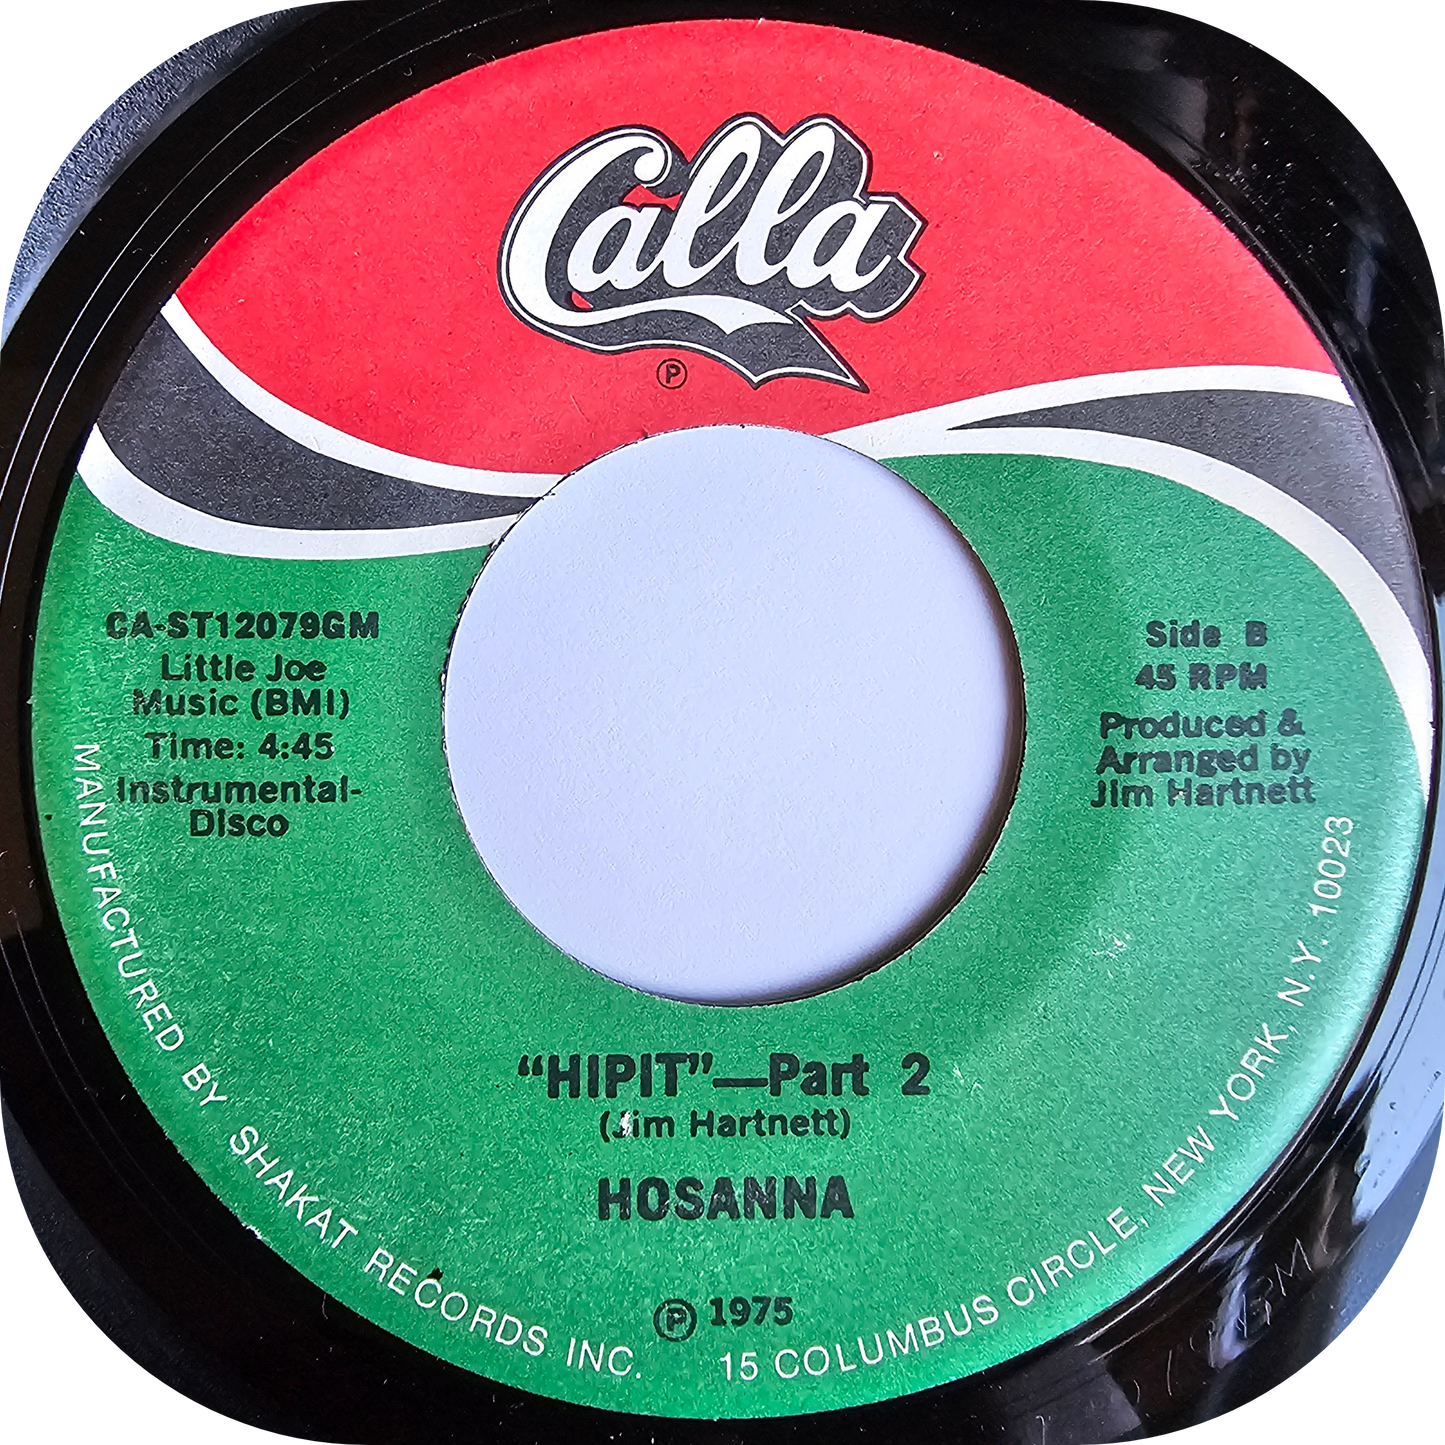 Calla
℗
CA-ST12079GM
Little Joe
Music (BMI)
Time: 4:45
Instrumental-
Disco
Side B
45 RPM
Produced &
Arranged by
Jim Hartnett
“HIPIT”—Part 2
(Jim Hartnett)
HOSANNA
℗ 1975
MANUFACTURED BY SHAKAT RECORDS INC. 15 COLUMBUS CIRCLE, NEW YORK, N.Y. 10023